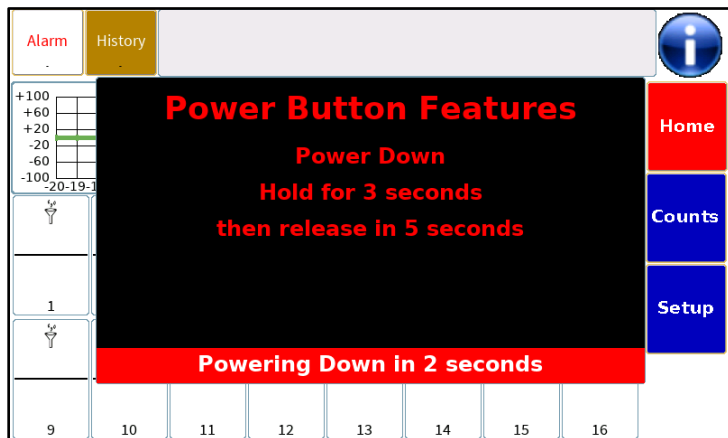 Alarm
-
History
-
i
+100
+60
+20
-20
-60
-100
-20-19-1
Power Button Features
Power Down
Hold for 3 seconds
then release in 5 seconds
Powering Down in 2 seconds
Home
Counts
Setup
1
9
10
11
12
13
14
15
16